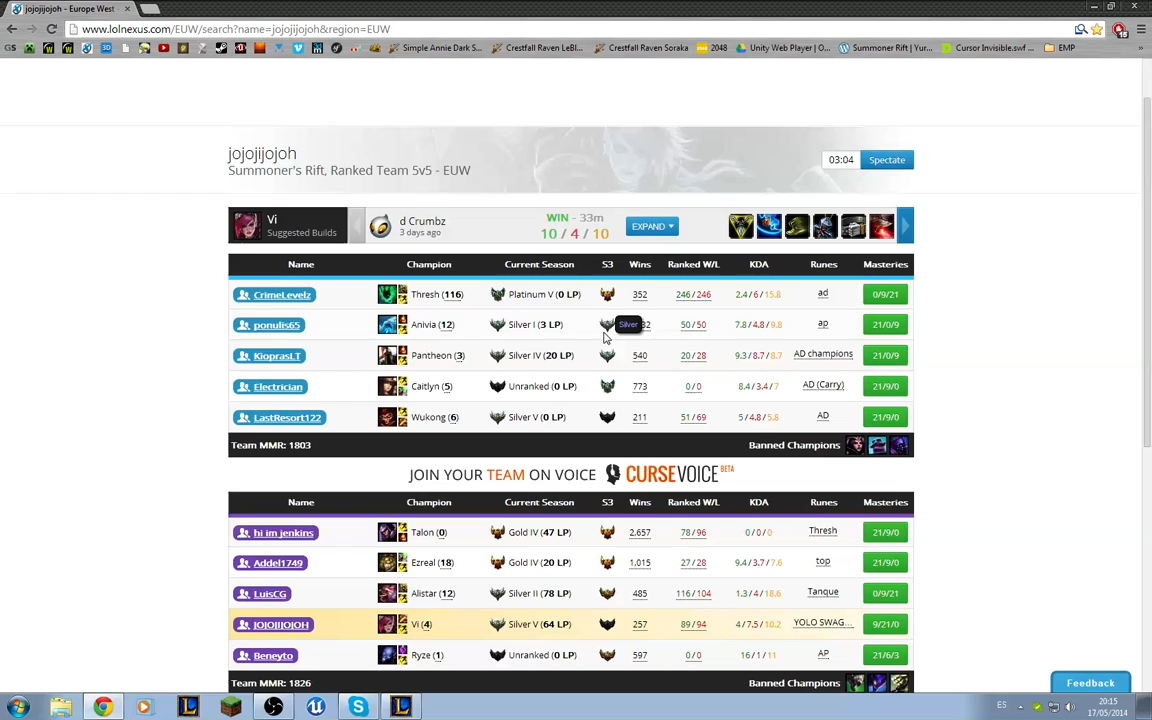 jojojijojoh - Europe West
www.lolnexus.com/EUW/search?name=jojojijojoh&region=EUW
GS
Simple Annie Dark S...
Crestfall Raven LeBl...
Crestfall Raven Soraka
2048
Unity Web Player | O...
Summoner Rift | Yur...
Cursor Invisible.swf ...
EMP
»
jojojijojoh
Summoner's Rift, Ranked Team 5v5 - EUW
03:04 Spectate
Vi
Suggested Builds
d Crumbz
3 days ago
WIN - 33m
10 / 4 / 10
EXPAND
Name Champion Current Season S3 Wins Ranked W/L KDA Runes Masteries
CrimeLevelz Thresh (116) Platinum V (0 LP) 352 246/246 2.4/6/15.8 ad 0/9/21
ponulis65 Anivia (12) Silver I (3 LP) Silver 50/50 7.8/4.8/9.8 ap 21/0/9
KioprasLT Pantheon (3) Silver IV (20 LP) 540 20/28 9.3/8.7/8.7 AD champions 21/0/9
Electrician Caitlyn (5) Unranked (0 LP) 773 0/0 8.4/3.4/7 AD (Carry) 21/9/0
LastResort122 Wukong (6) Silver V (0 LP) 211 51/69 5/4.8/5.8 AD 21/9/0
Team MMR: 1803 Banned Champions
JOIN YOUR TEAM ON VOICE CURSEVOICE BETA
Name Champion Current Season S3 Wins Ranked W/L KDA Runes Masteries
hi im jenkins Talon (0) Gold IV (47 LP) 2,657 78/96 0/0/0 Thresh 21/9/0
Addel1749 Ezreal (18) Gold IV (20 LP) 1,015 27/28 9.4/3.7/7.6 top 21/9/0
LuisCG Alistar (12) Silver II (78 LP) 485 116/104 1.3/4/18.6 Tanque 0/9/21
JOJOJIJOJOH Vi (4) Silver V (64 LP) 257 89/94 4/7.5/10.2 YOLO SWAG... 9/21/0
Beneyto Ryze (1) Unranked (0 LP) 597 0/0 16/1/11 AP 21/6/3
Team MMR: 1826 Banned Champions
Feedback
ES
20:15
17/05/2014